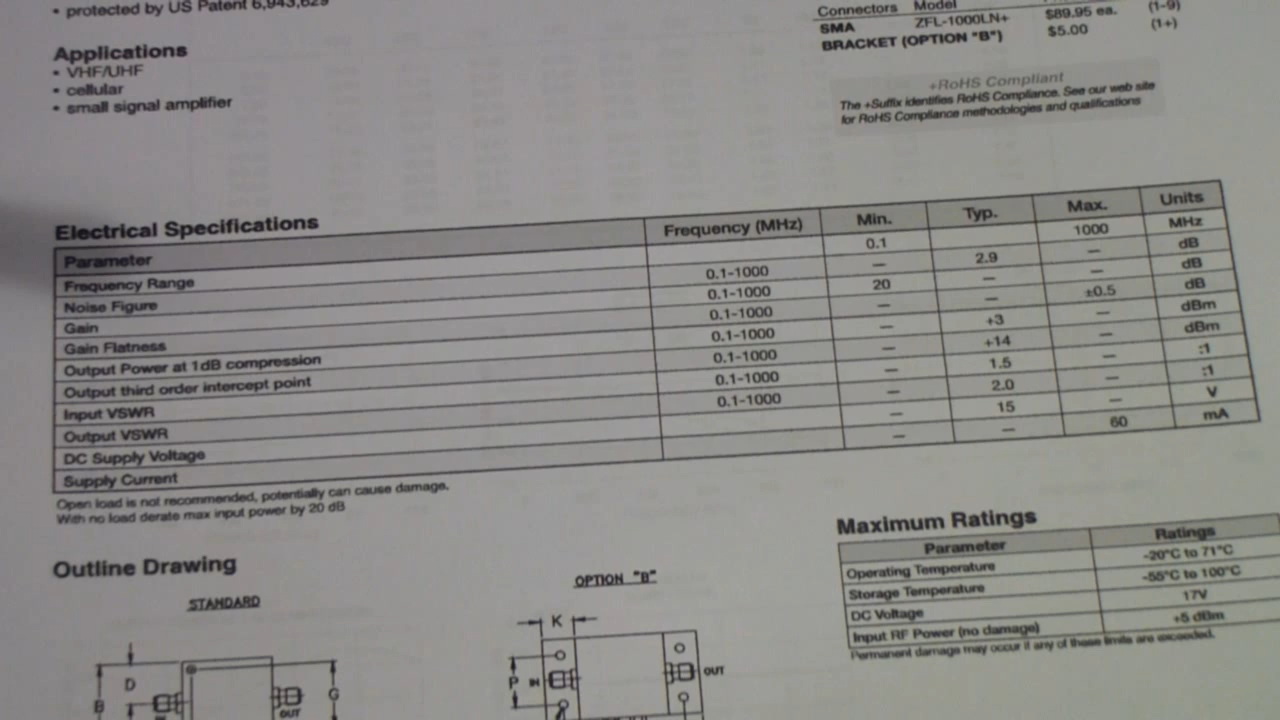 • protected by US Patent 6,943,629
Applications
• VHF/UHF
• cellular
• small signal amplifier
Connectors Model
SMA ZFL-1000LN+ $89.95 ea. (1-9)
BRACKET (OPTION "B") $5.00 (1+)
+RoHS Compliant
The +Suffix identifies RoHS Compliance. See our web site
for RoHS Compliance methodologies and qualifications
Electrical Specifications
Parameter Frequency (MHz) Min. Typ. Max. Units
Frequency Range 0.1 1000 MHz
Noise Figure 0.1-1000 — 2.9 — dB
Gain 0.1-1000 20 — — dB
Gain Flatness 0.1-1000 — — ±0.5 dB
Output Power at 1dB compression 0.1-1000 — +3 — dBm
Output third order intercept point 0.1-1000 — +14 dBm
Input VSWR 0.1-1000 — 1.5 — :1
Output VSWR 0.1-1000 — 2.0 — :1
DC Supply Voltage — 15 — V
Supply Current — — 60 mA
Open load is not recommended, potentially can cause damage.
With no load derate max input power by 20 dB
Maximum Ratings
Parameter Ratings
Operating Temperature -20°C to 71°C
Storage Temperature -55°C to 100°C
DC Voltage 17V
Input RF Power (no damage) +5 dBm
Permanent damage may occur if any of these limits are exceeded.
Outline Drawing
STANDARD
D
B
G
OUT
OPTION "B"
K
P
IN
OUT